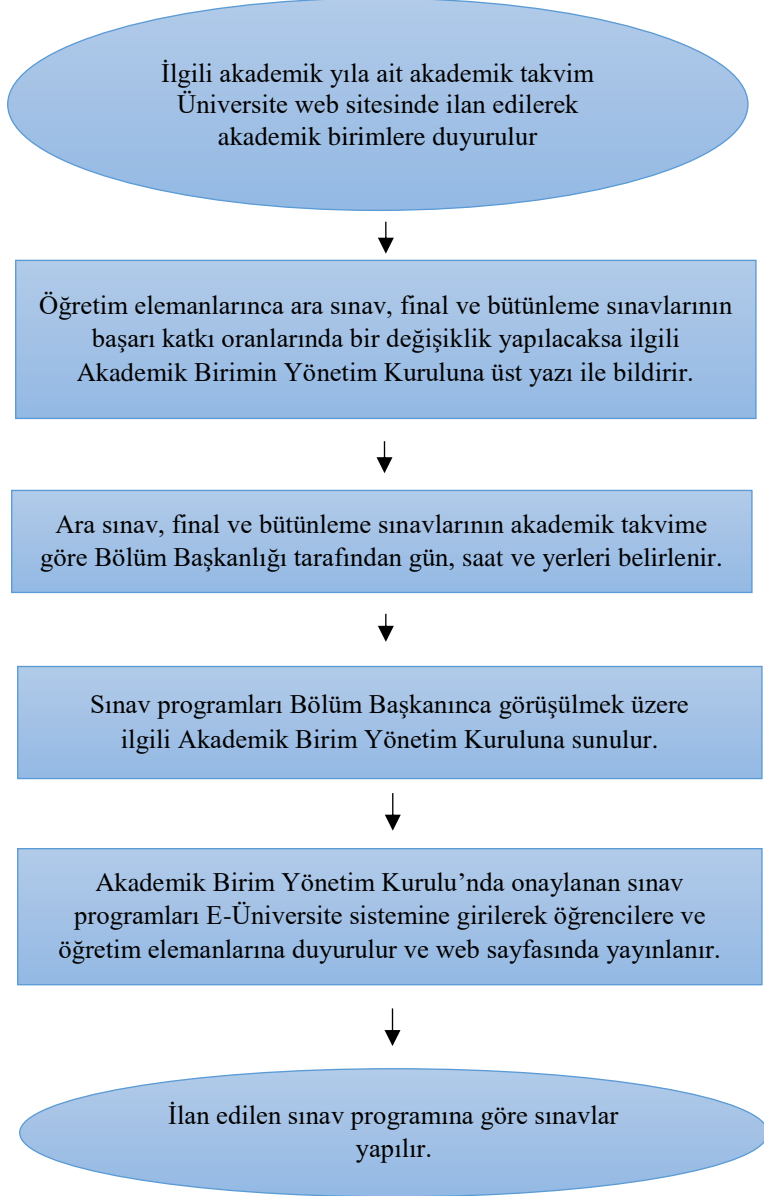 İlgili akademik yıla ait akademik takvim
Üniversite web sitesinde ilan edilerek
akademik birimlere duyurulur
Öğretim elemanlarınca ara sınav, final ve bütünleme sınavlarının
başarı katkı oranlarında bir değişiklik yapılacaksa ilgili
Akademik Birimin Yönetim Kuruluna üst yazı ile bildirir.
Ara sınav, final ve bütünleme sınavlarının akademik takvime
göre Bölüm Başkanlığı tarafından gün, saat ve yerleri belirlenir.
Sınav programları Bölüm Başkanınca görüşülmek üzere
ilgili Akademik Birim Yönetim Kuruluna sunulur.
Akademik Birim Yönetim Kurulu’nda onaylanan sınav
programları E-Üniversite sistemine girilerek öğrencilere ve
öğretim elemanlarına duyurulur ve web sayfasında yayınlanır.
İlan edilen sınav programına göre sınavlar
yapılır.